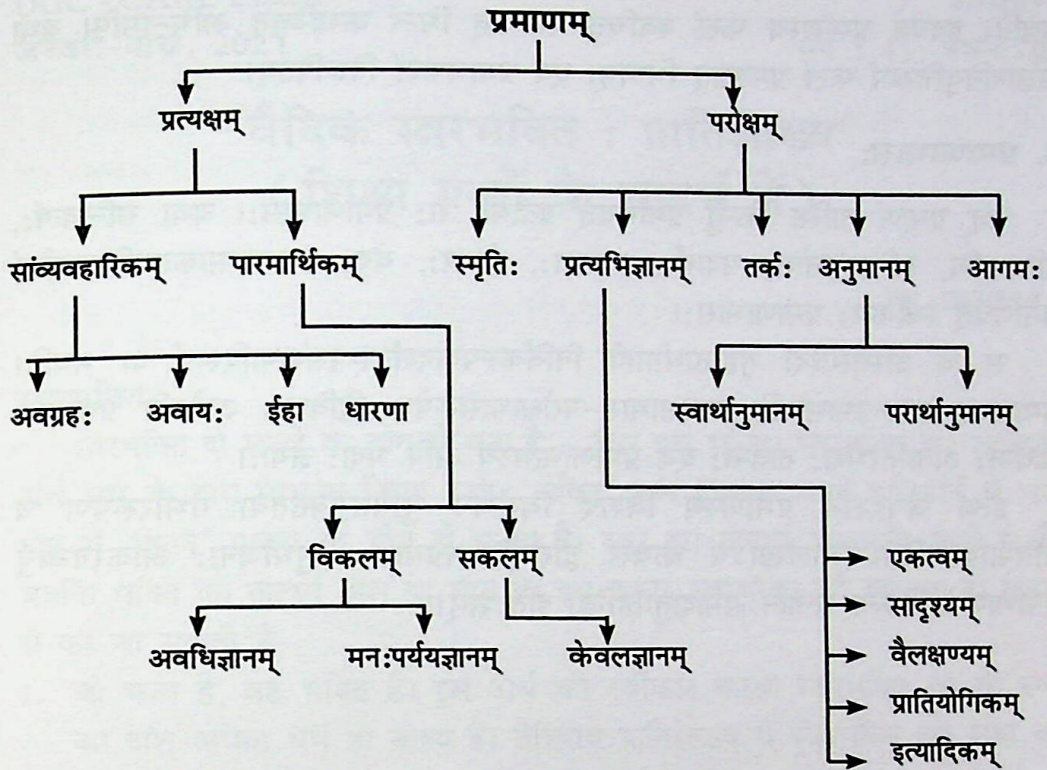 प्रमाणम्
प्रत्यक्षम् परोक्षम्
सांव्यवहारिकम् पारमार्थिकम् स्मृतिः प्रत्यभिज्ञानम् तर्कः अनुमानम् आगमः
अवग्रहः अवायः ईहा धारणा स्वार्थानुमानम् परार्थानुमानम्
विकलम् सकलम् एकत्वम्
सादृश्यम्
अवधिज्ञानम् मनःपर्ययज्ञानम् केवलज्ञानम् वैलक्षण्यम्
प्रातियोगिकम्
इत्यादिकम्